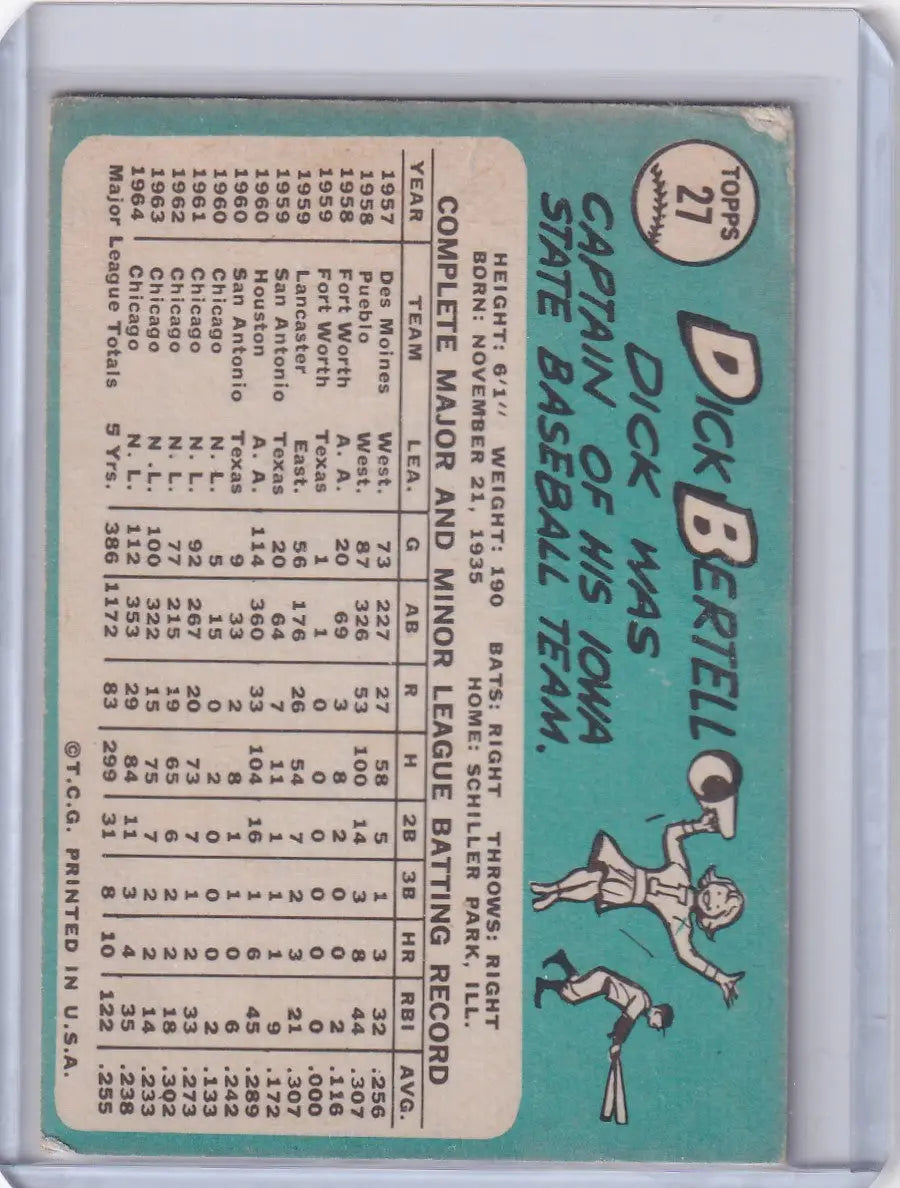 TOPPS
27
DICK BERTELL
DICK WAS
CAPTAIN OF HIS IOWA
STATE BASEBALL TEAM.
I
HEIGHT: 6'1" WEIGHT: 190 BATS: RIGHT THROWS: RIGHT
BORN: NOVEMBER 21, 1935 HOME: SCHILLER PARK, ILL.
COMPLETE MAJOR AND MINOR LEAGUE BATTING RECORD
YEAR TEAM LEA. G AB R H 2B 3B HR RBI AVG.
1957 Des Moines West. 73 227 27 58 5 1 3 32 .256
1958 Pueblo West. 87 326 53 100 14 3 8 44 .307
1958 Fort Worth A. A. 20 69 3 8 2 0 0 2 .116
1959 Fort Worth Texas 1 1 0 0 0 0 0 0 .000
1959 Lancaster East. 56 176 26 54 7 2 3 21 .307
1959 San Antonio Texas 20 64 7 11 1 1 1 9 .172
1960 Houston A. A. 114 360 33 104 16 1 6 45 .289
1960 San Antonio Texas 9 33 2 8 1 1 0 6 .242
1960 Chicago N. L. 5 15 0 2 0 0 0 2 .133
1961 Chicago N. L. 92 267 20 73 7 1 2 33 .273
1962 Chicago N. L. 77 215 19 65 6 2 2 18 .302
1963 Chicago N .L. 100 322 15 75 7 2 2 14 .233
1964 Chicago N. L. 112 353 29 84 11 3 4 35 .238
Major League Totals 5 Yrs. 386 1172 83 299 31 8 10 122 .255
©T.C.G. PRINTED IN U.S.A.